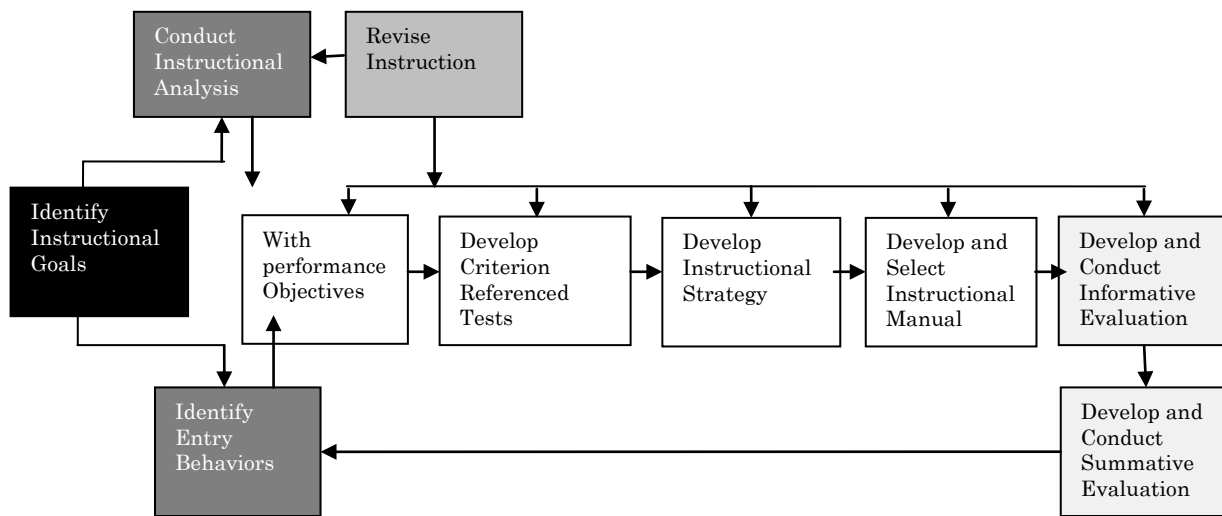 Conduct
Instructional
Analysis
Revise
Instruction
Identify
Instructional
Goals
With
performance
Objectives
Develop
Criterion
Referenced
Tests
Develop
Instructional
Strategy
Develop and
Select
Instructional
Manual
Develop and
Conduct
Informative
Evaluation
Identify
Entry
Behaviors
Develop and
Conduct
Summative
Evaluation